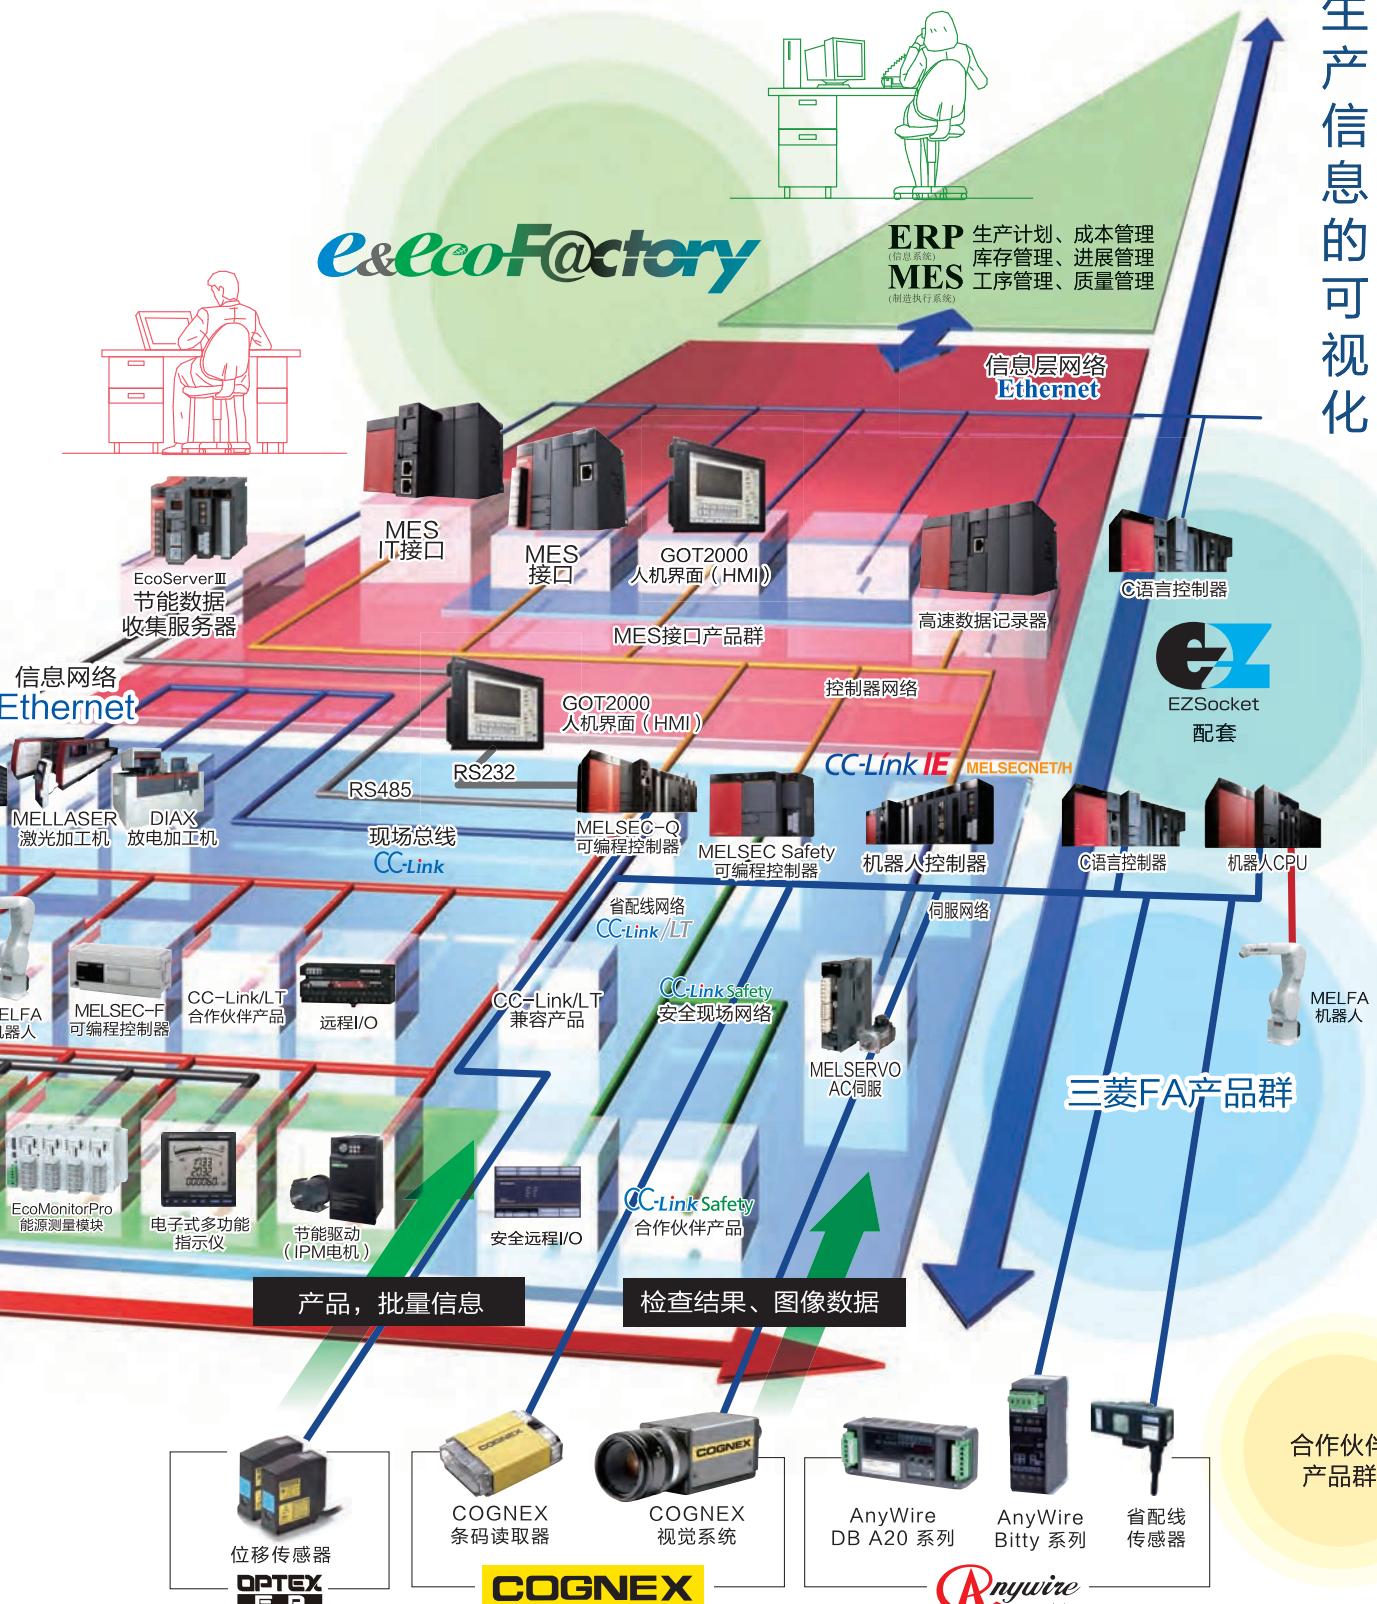 生产信息的可视化
e&eco-F@ctory
ERP
(信息系统)
MES
(制造执行系统)
生产计划、成本管理
库存管理、进展管理
工序管理、质量管理
信息层网络
Ethernet
MES
IT接口
MES
接口
GOT2000
人机界面（HMI）
EcoServerⅢ
节能数据
收集服务器
高速数据记录器
C语言控制器
MES接口产品群
信息网络
Ethernet
控制器网络
GOT2000
人机界面（HMI）
EZ
EZSocket
配套
RS232
RS485
CC-Link IE
MELSECNET/H
MELLASER
激光加工机
DIAX
放电加工机
现场总线
CC-Link
MELSEC-Q
可编程控制器
MELSEC Safety
可编程控制器
机器人控制器
C语言控制器
机器人CPU
省配线网络
CC-Link/LT
伺服网络
ELFA
器人
MELSEC-F
可编程控制器
CC-Link/LT
合作伙伴产品
远程I/O
CC-Link/LT
兼容产品
CC-Link Safety
安全现场网络
MELFA
机器人
MELSERVO
AC伺服
三菱FA产品群
EcoMonitorPro
能源测量模块
电子式多功能
指示仪
节能驱动
（IPM电机）
安全远程I/O
CC-Link Safety
合作伙伴产品
产品，批量信息
检查结果、图像数据
合作伙伴
产品群
COGNEX
COGNEX
位移传感器
COGNEX
条码读取器
COGNEX
视觉系统
AnyWire
DB A20 系列
AnyWire
Bitty 系列
省配线
传感器
OPTEX
COGNEX
Anywire